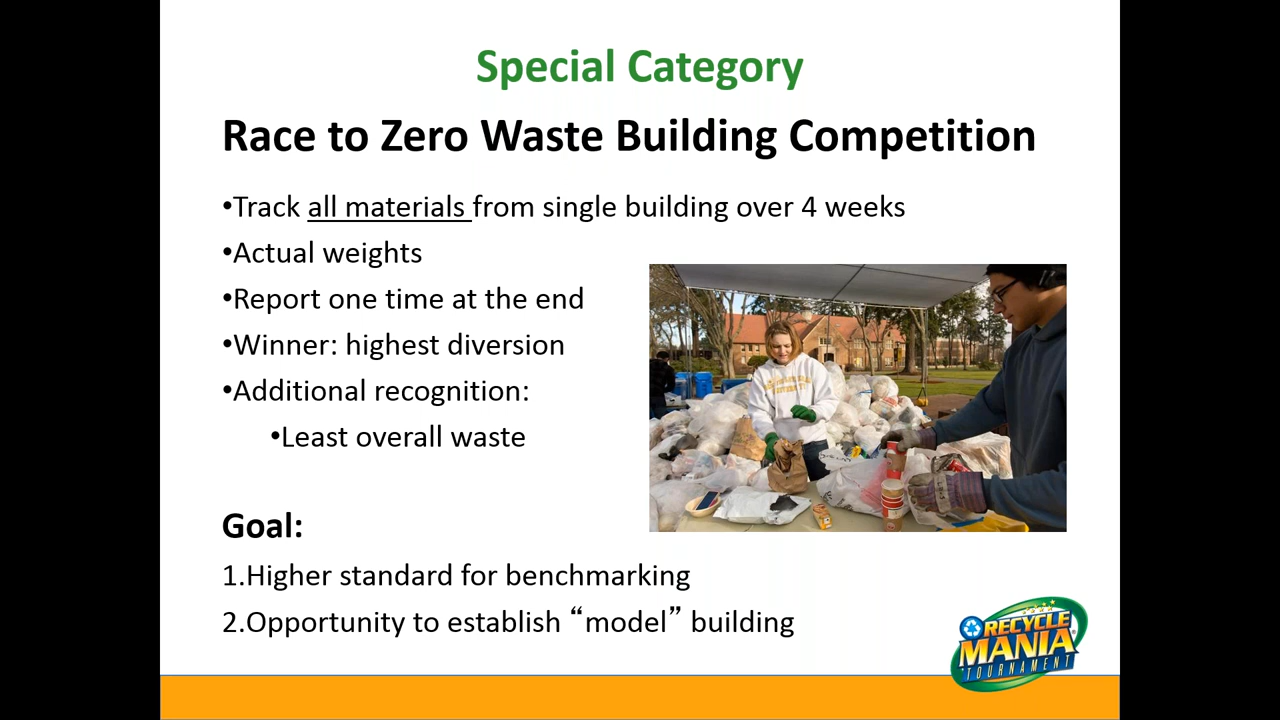 Special Category
Race to Zero Waste Building Competition
•Track all materials from single building over 4 weeks
•Actual weights
•Report one time at the end
•Winner: highest diversion
•Additional recognition:
•Least overall waste
Goal:
1.Higher standard for benchmarking
2.Opportunity to establish “model” building
RECYCLE
MANIA
TOURNAMENT